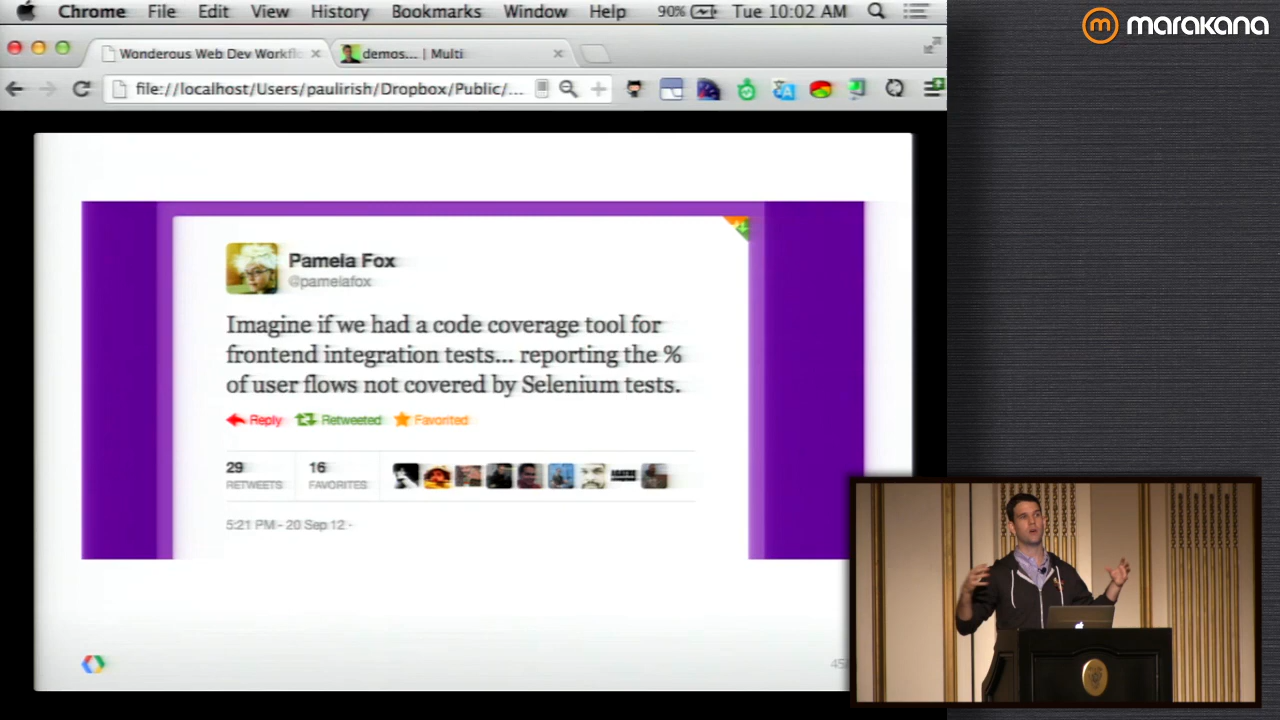 Chrome File Edit View History Bookmarks Window Help 90% Tue 10:02 AM
marakana
Wonderous Web Dev Workfl
demos... | Multi
file://localhost/Users/paulirish/Dropbox/Public/...
Pamela Fox
@pamelafox
Imagine if we had a code coverage tool for
frontend integration tests... reporting the %
of user flows not covered by Selenium tests.
Reply Retweeted Favorited
29 16
RETWEETS FAVORITES
5:21 PM - 20 Sep 12 ·
45